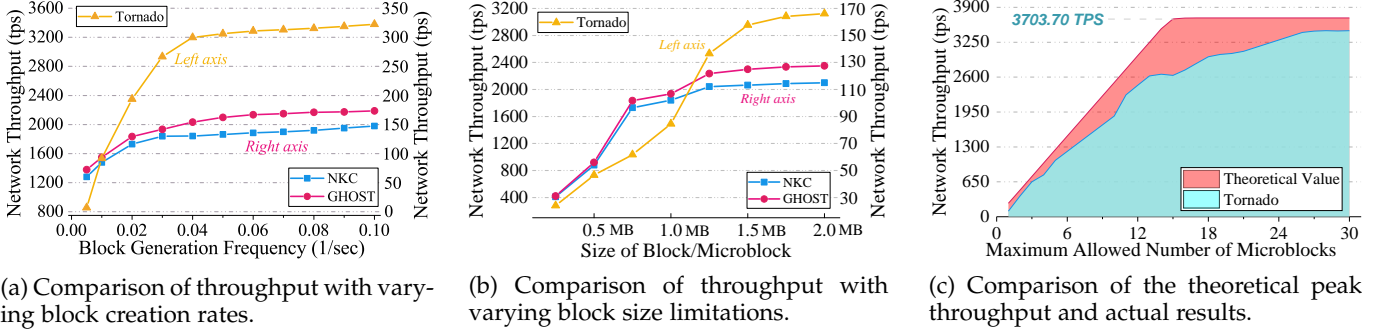 Tornado
Left axis
Right axis
NKC
GHOST
Network Throughput (tps)
3600
3200
2800
2400
2000
1600
1200
800
350
300
250
200
150
100
50
0
Network Throughput (tps)
0.00
0.02
0.04
0.06
0.08
0.10
Block Generation Frequency (1/sec)
(a) Comparison of throughput with vary-
ing block creation rates.
Tornado
Left axis
Right axis
NKC
GHOST
Network Throughput (tps)
3200
2800
2400
2000
1600
1200
800
400
170
150
130
110
90
70
50
30
Network Throughput (tps)
0.5 MB
1.0 MB
1.5 MB
2.0 MB
Size of Block/Microblock
(b) Comparison of throughput with
varying block size limitations.
3703.70 TPS
Theoretical Value
Tornado
Network Throughput (tps)
3900
3250
2600
1950
1300
650
0
0
6
12
18
24
30
Maximum Allowed Number of Microblocks
(c) Comparison of the theoretical peak
throughput and actual results.